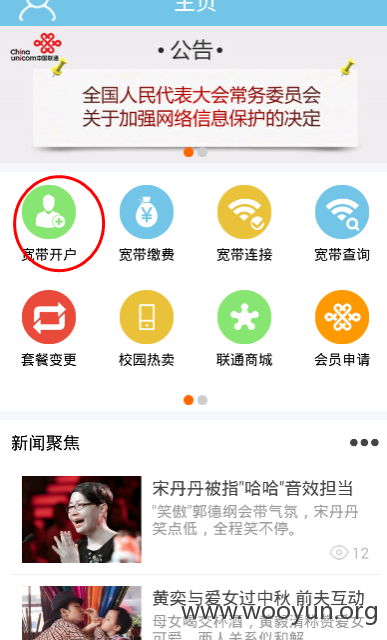 主页
China
unicom中国联通
•公告•
全国人民代表大会常务委员会
关于加强网络信息保护的决定
宽带开户
宽带缴费
宽带连接
宽带查询
套餐变更
校园热卖
联通商城
会员申请
新闻聚焦
宋丹丹被指"哈哈"音效担当
"笑傲"郭德纲会带气氛，宋丹丹
笑点低，全程笑不停。
12
黄奕与爱女过中秋 前夫互动
母女喝交杯酒，黄毅清称赞爱女
可爱，两人关系似和解
www.wooyun.org